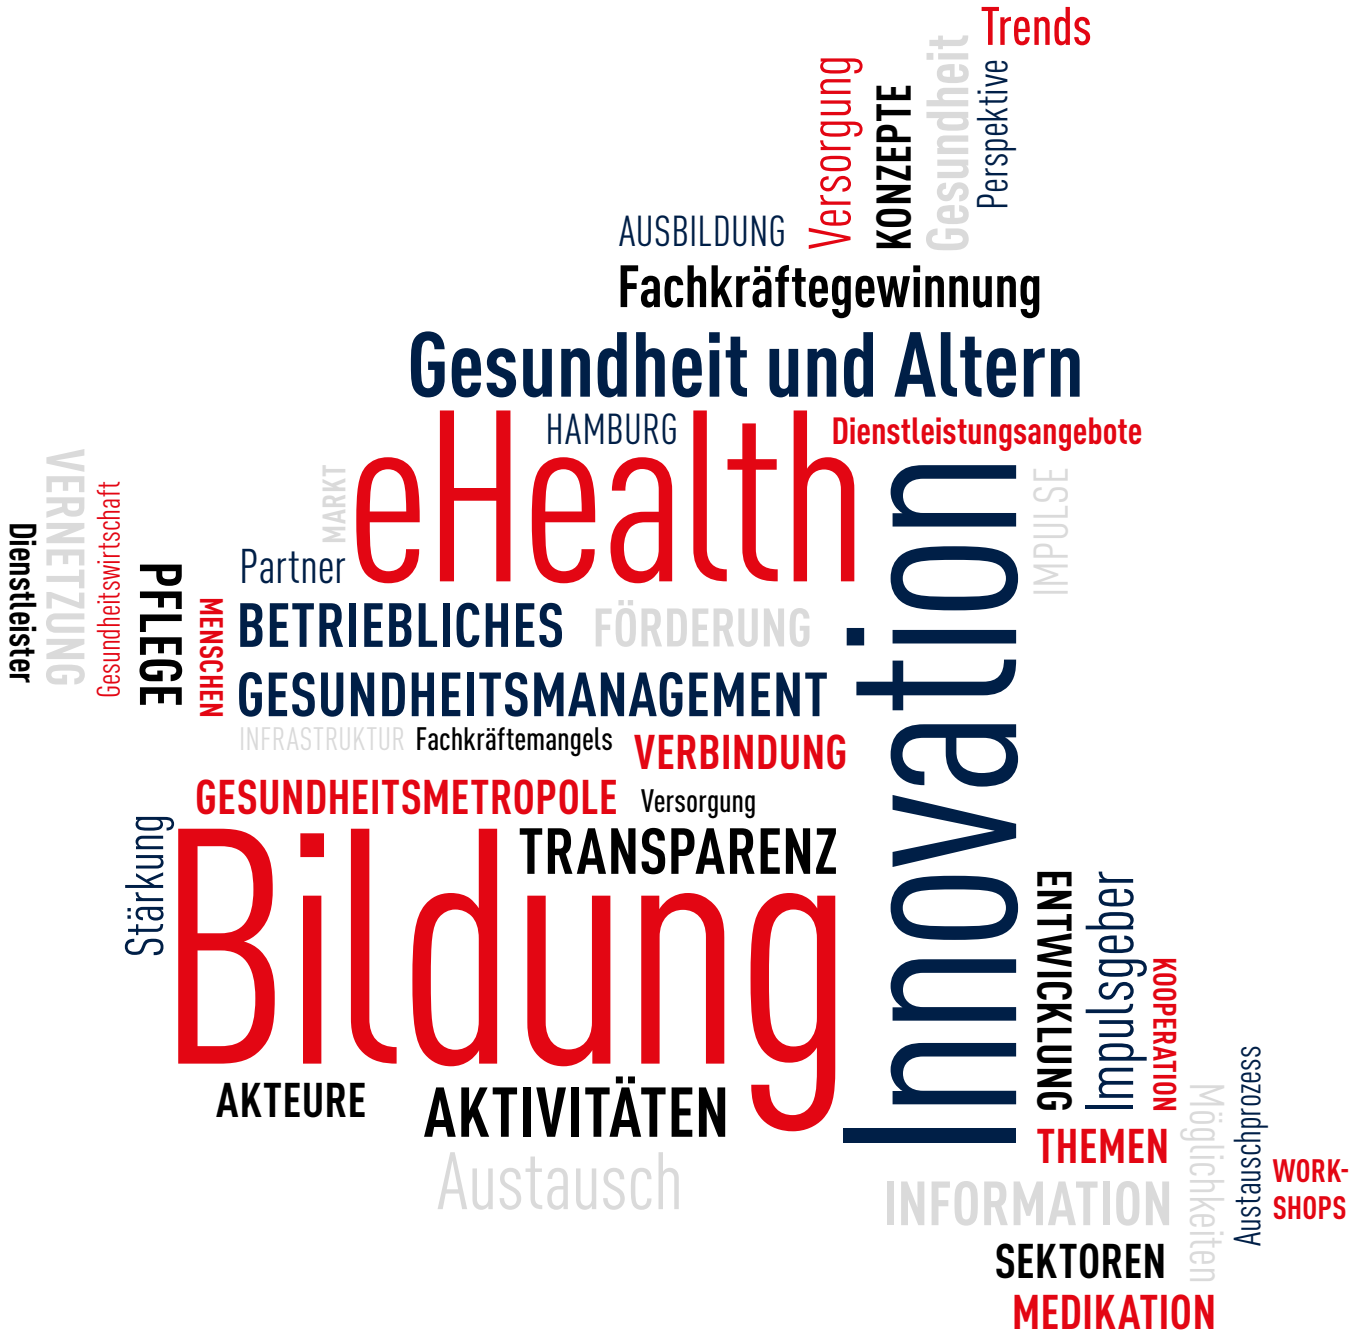 Trends
Versorgung
KONZEPTE
Gesundheit
Perspektive
AUSBILDUNG
Fachkräftegewinnung
Gesundheit und Altern
HAMBURG
Dienstleistungsangebote
eHealth
MARKT
IMPULSE
Innovation
Dienstleister
VERNETZUNG
Gesundheitswirtschaft
PFLEGE
MENSCHEN
Partner
BETRIEBLICHES
FÖRDERUNG
GESUNDHEITSMANAGEMENT
INFRASTRUKTUR
Fachkräftemangels
VERBINDUNG
GESUNDHEITSMETROPOLE
Versorgung
Stärkung
TRANSPARENZ
Bildung
ENTWICKLUNG
Impulsgeber
KOOPERATION
AKTEURE
AKTIVITÄTEN
Austausch
THEMEN
Möglichkeiten
Austauschprozess
WORK-
SHOPS
INFORMATION
SEKTOREN
MEDIKATION